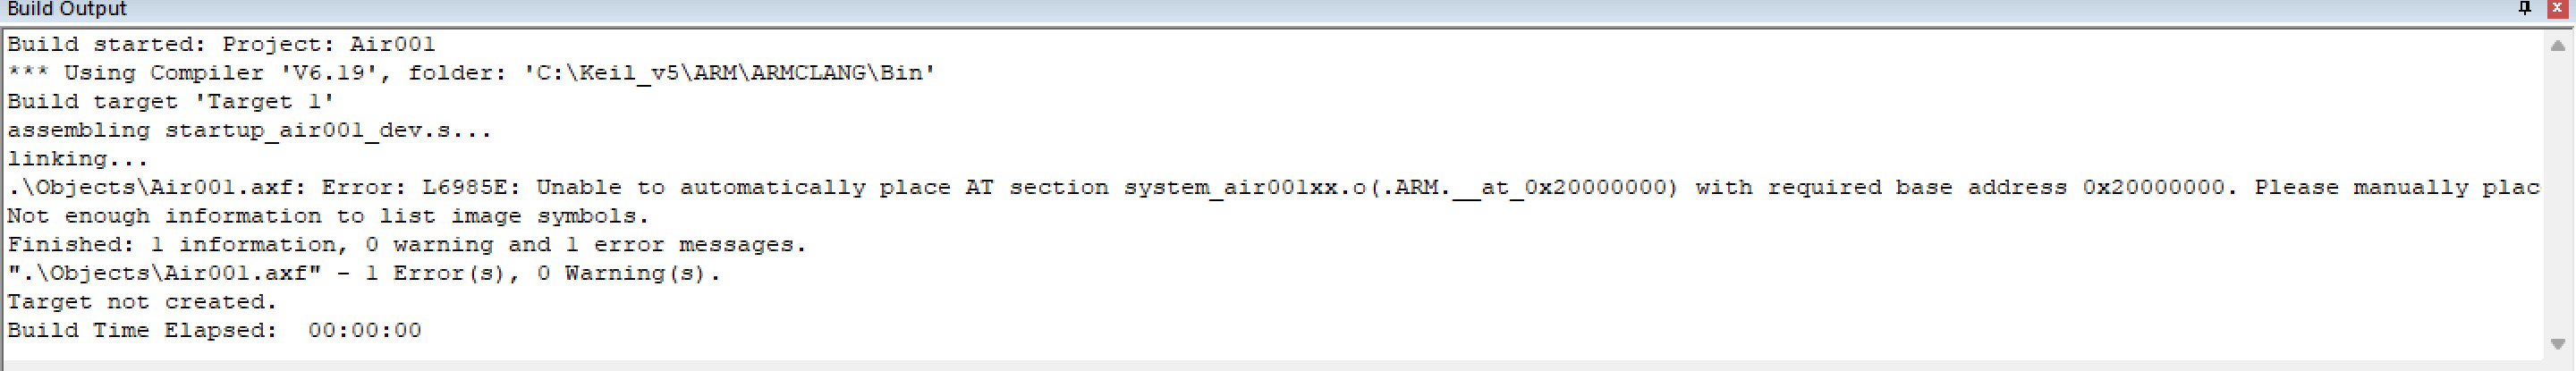 Build Output
Build started: Project: Air001
*** Using Compiler 'V6.19', folder: 'C:\Keil_v5\ARM\ARMCLANG\Bin'
Build target 'Target 1'
assembling startup_air001_dev.s...
linking...
.\Objects\Air001.axf: Error: L6985E: Unable to automatically place AT section system_air001xx.o(.ARM.__at_0x20000000) with required base address 0x20000000. Please manually plac
Not enough information to list image symbols.
Finished: 1 information, 0 warning and 1 error messages.
".\Objects\Air001.axf" - 1 Error(s), 0 Warning(s).
Target not created.
Build Time Elapsed:  00:00:00